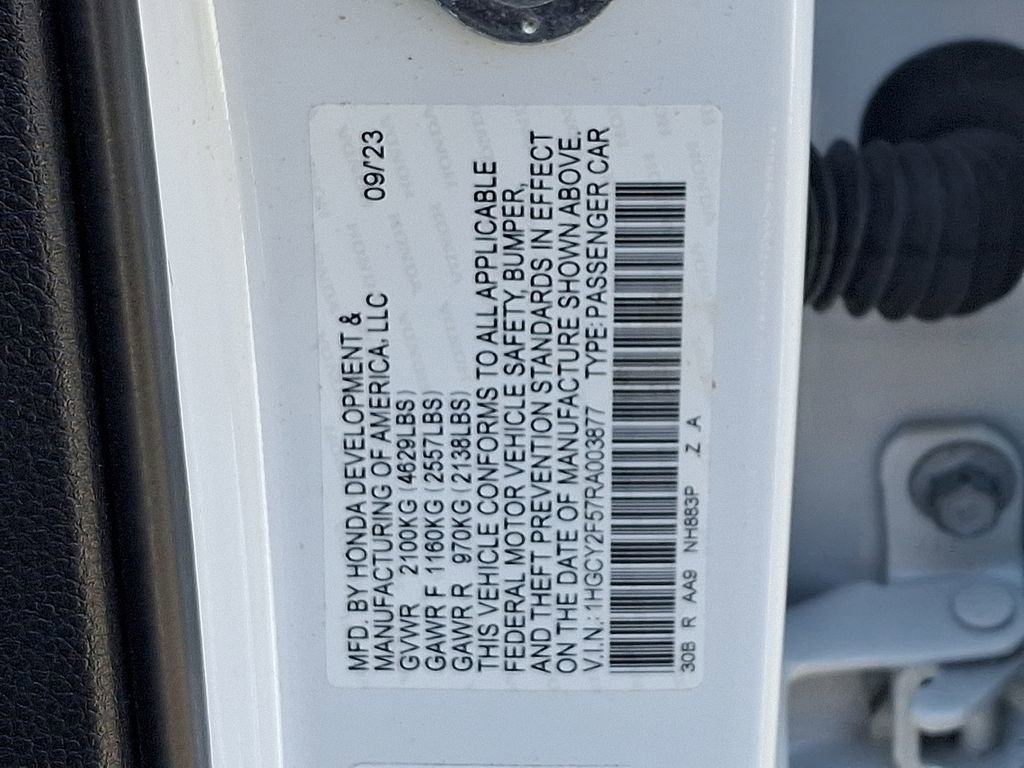 MFD. BY HONDA DEVELOPMENT &
MANUFACTURING OF AMERICA, LLC 09/23
GVWR 2100KG (4629LBS)
GAWR F 1160KG (2557LBS)
GAWR R 970KG (2138LBS)
THIS VEHICLE CONFORMS TO ALL APPLICABLE
FEDERAL MOTOR VEHICLE SAFETY, BUMPER,
AND THEFT PREVENTION STANDARDS IN EFFECT
ON THE DATE OF MANUFACTURE SHOWN ABOVE.
V.I.N.: 1HGCY2F57RA003877 TYPE: PASSENGER CAR
30B R AA9 NH883P Z A